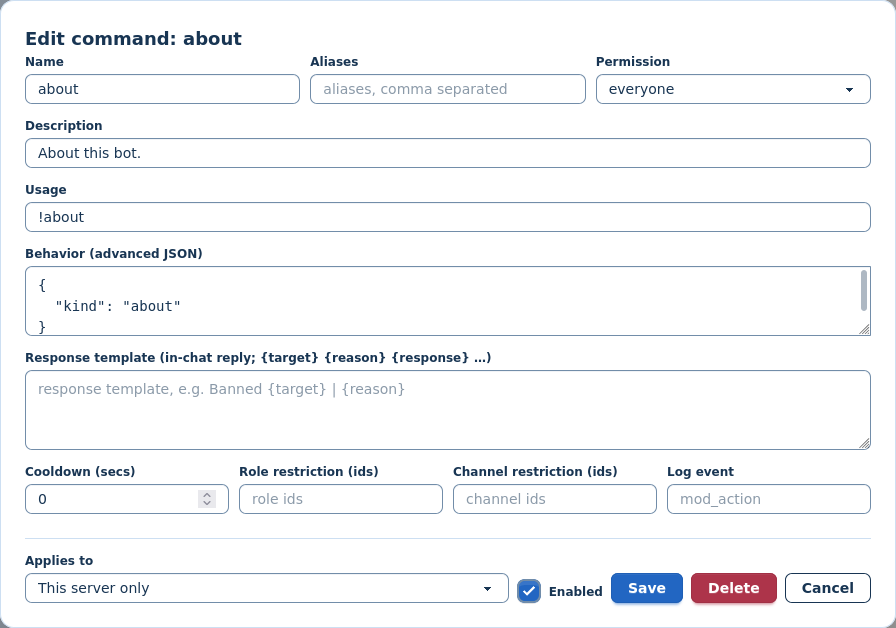 Edit command: about
Name
Aliases
Permission
about
aliases, comma separated
everyone
Description
About this bot.
Usage
!about
Behavior (advanced JSON)
{
"kind": "about"
}
Response template (in-chat reply; {target} {reason} {response} ...)
response template, e.g. Banned {target} | {reason}
Cooldown (secs)
Role restriction (ids)
Channel restriction (ids)
Log event
0
role ids
channel ids
mod_action
Applies to
This server only
Enabled
Save
Delete
Cancel